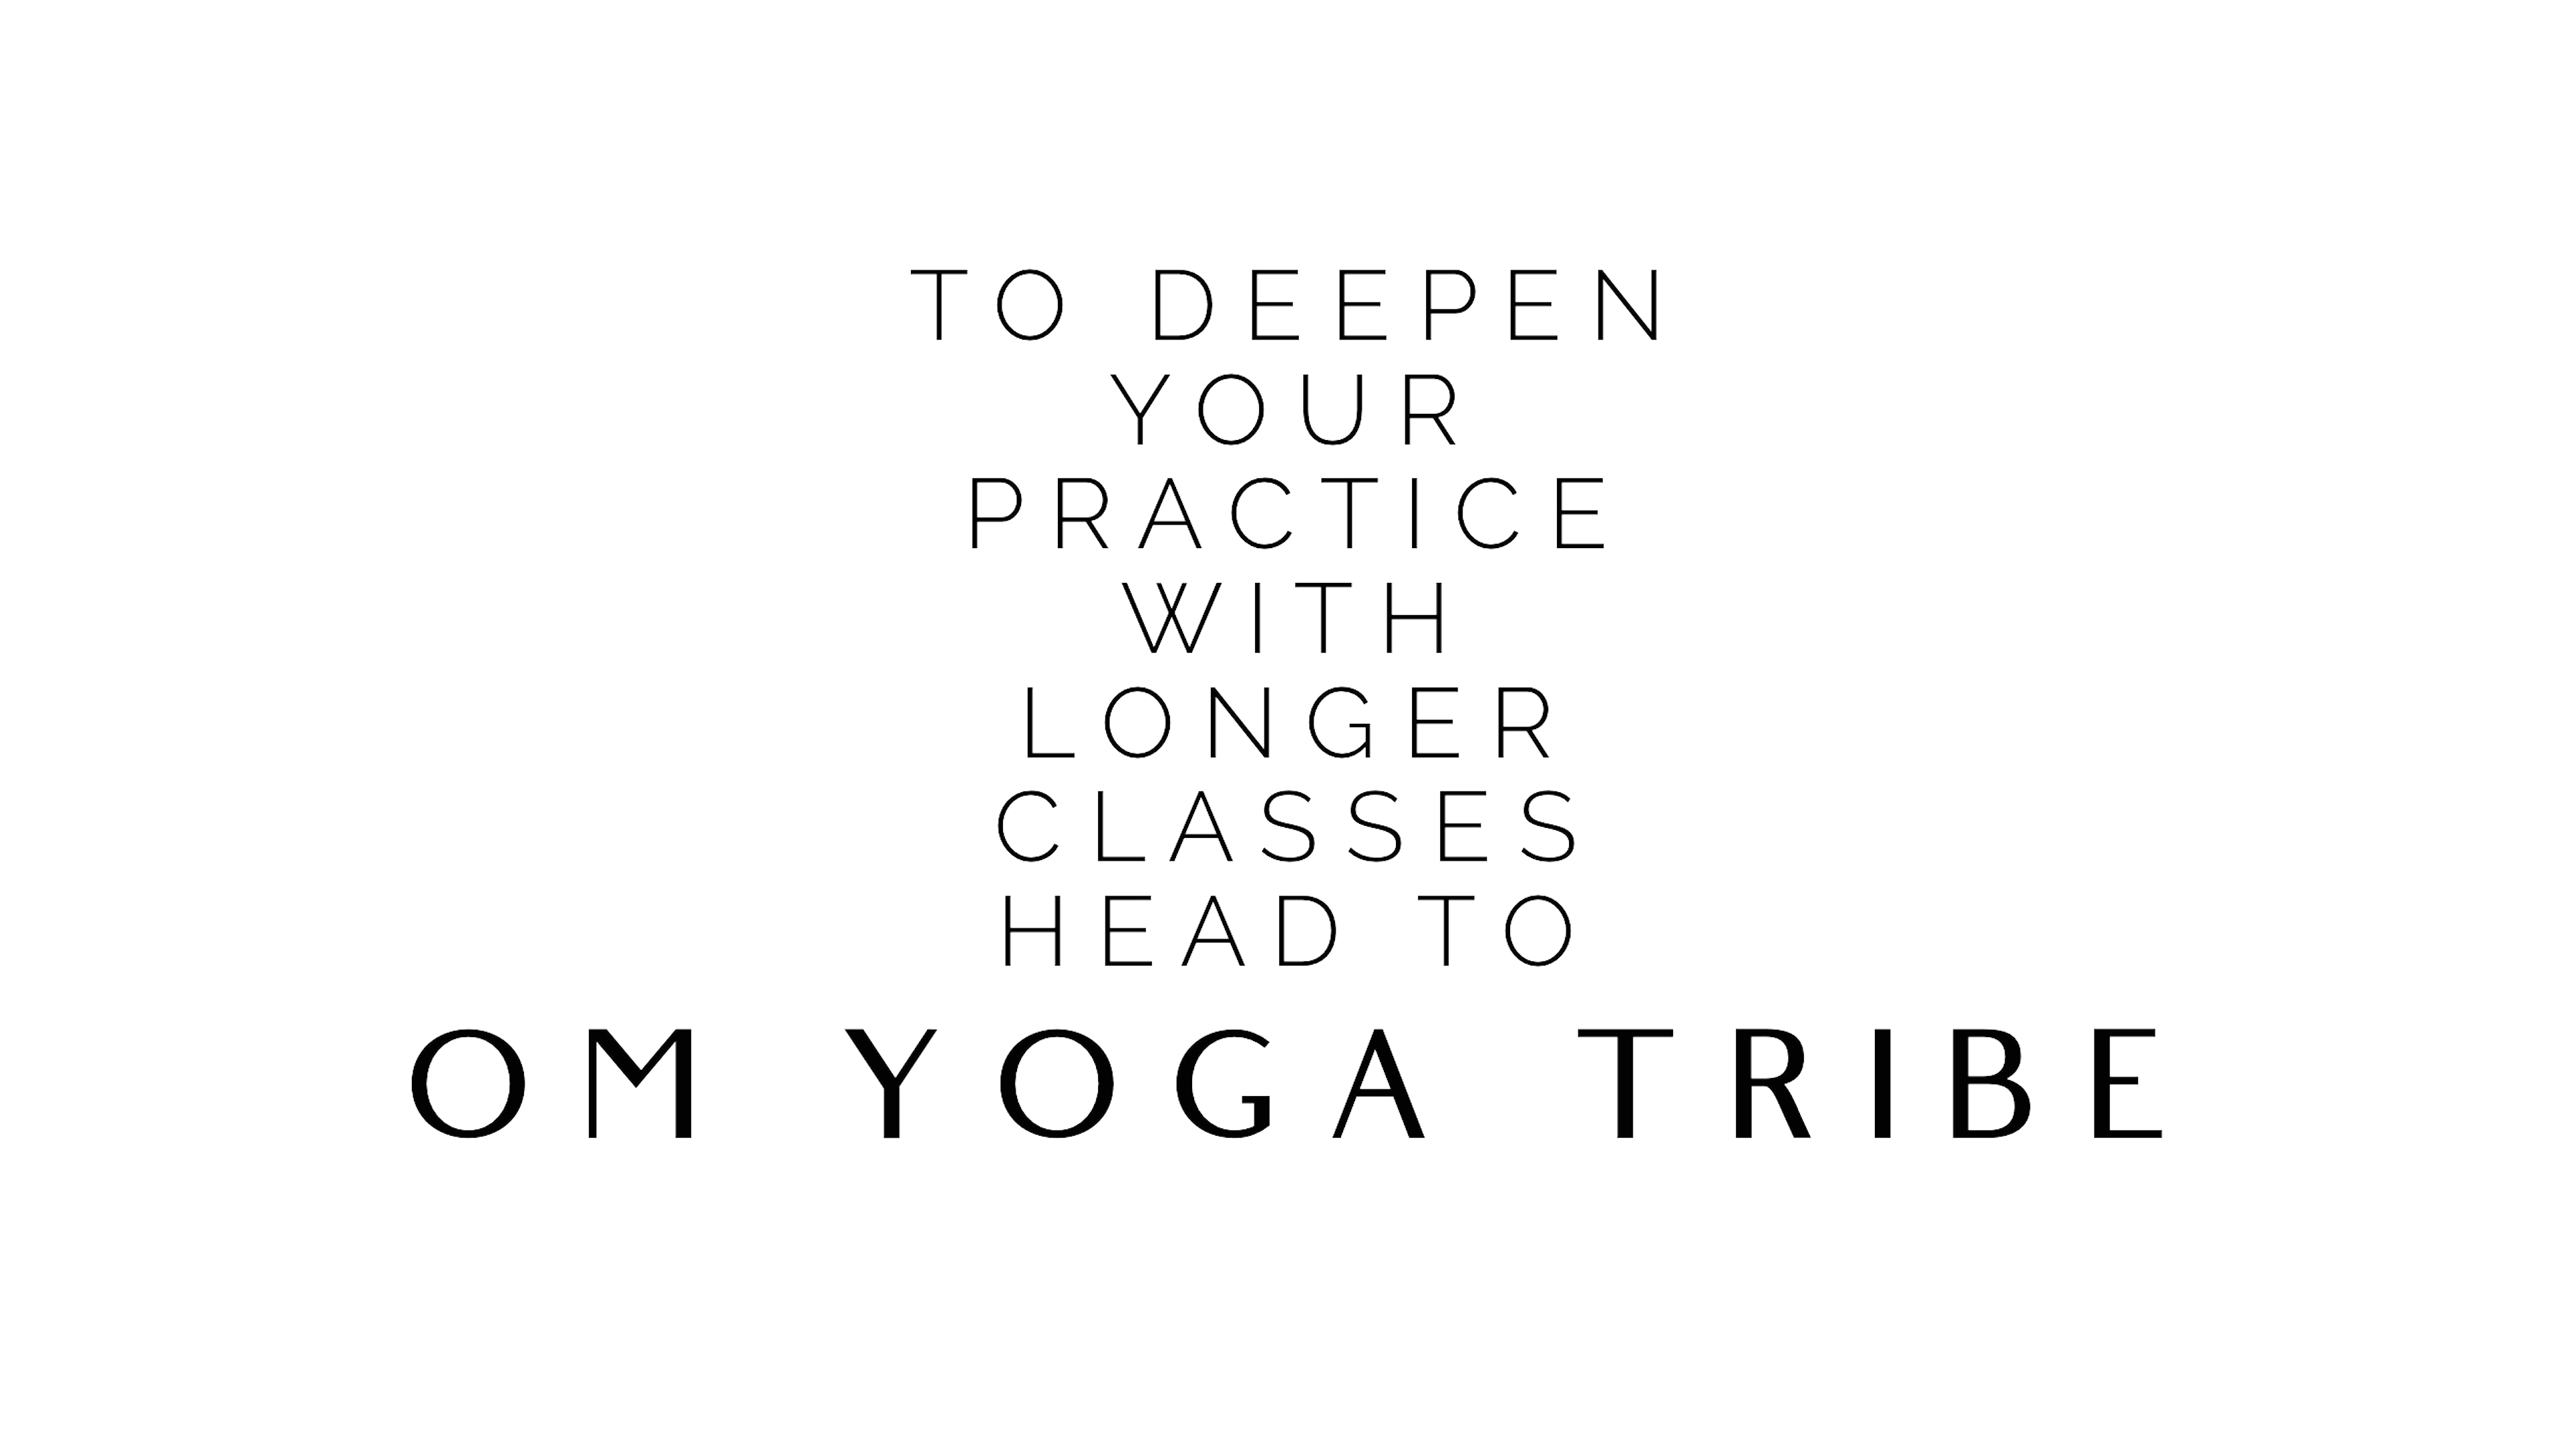 TO DEEPEN
YOUR
PRACTICE
WITH
LONGER
CLASSES
HEAD TO
OM YOGA TRIBE